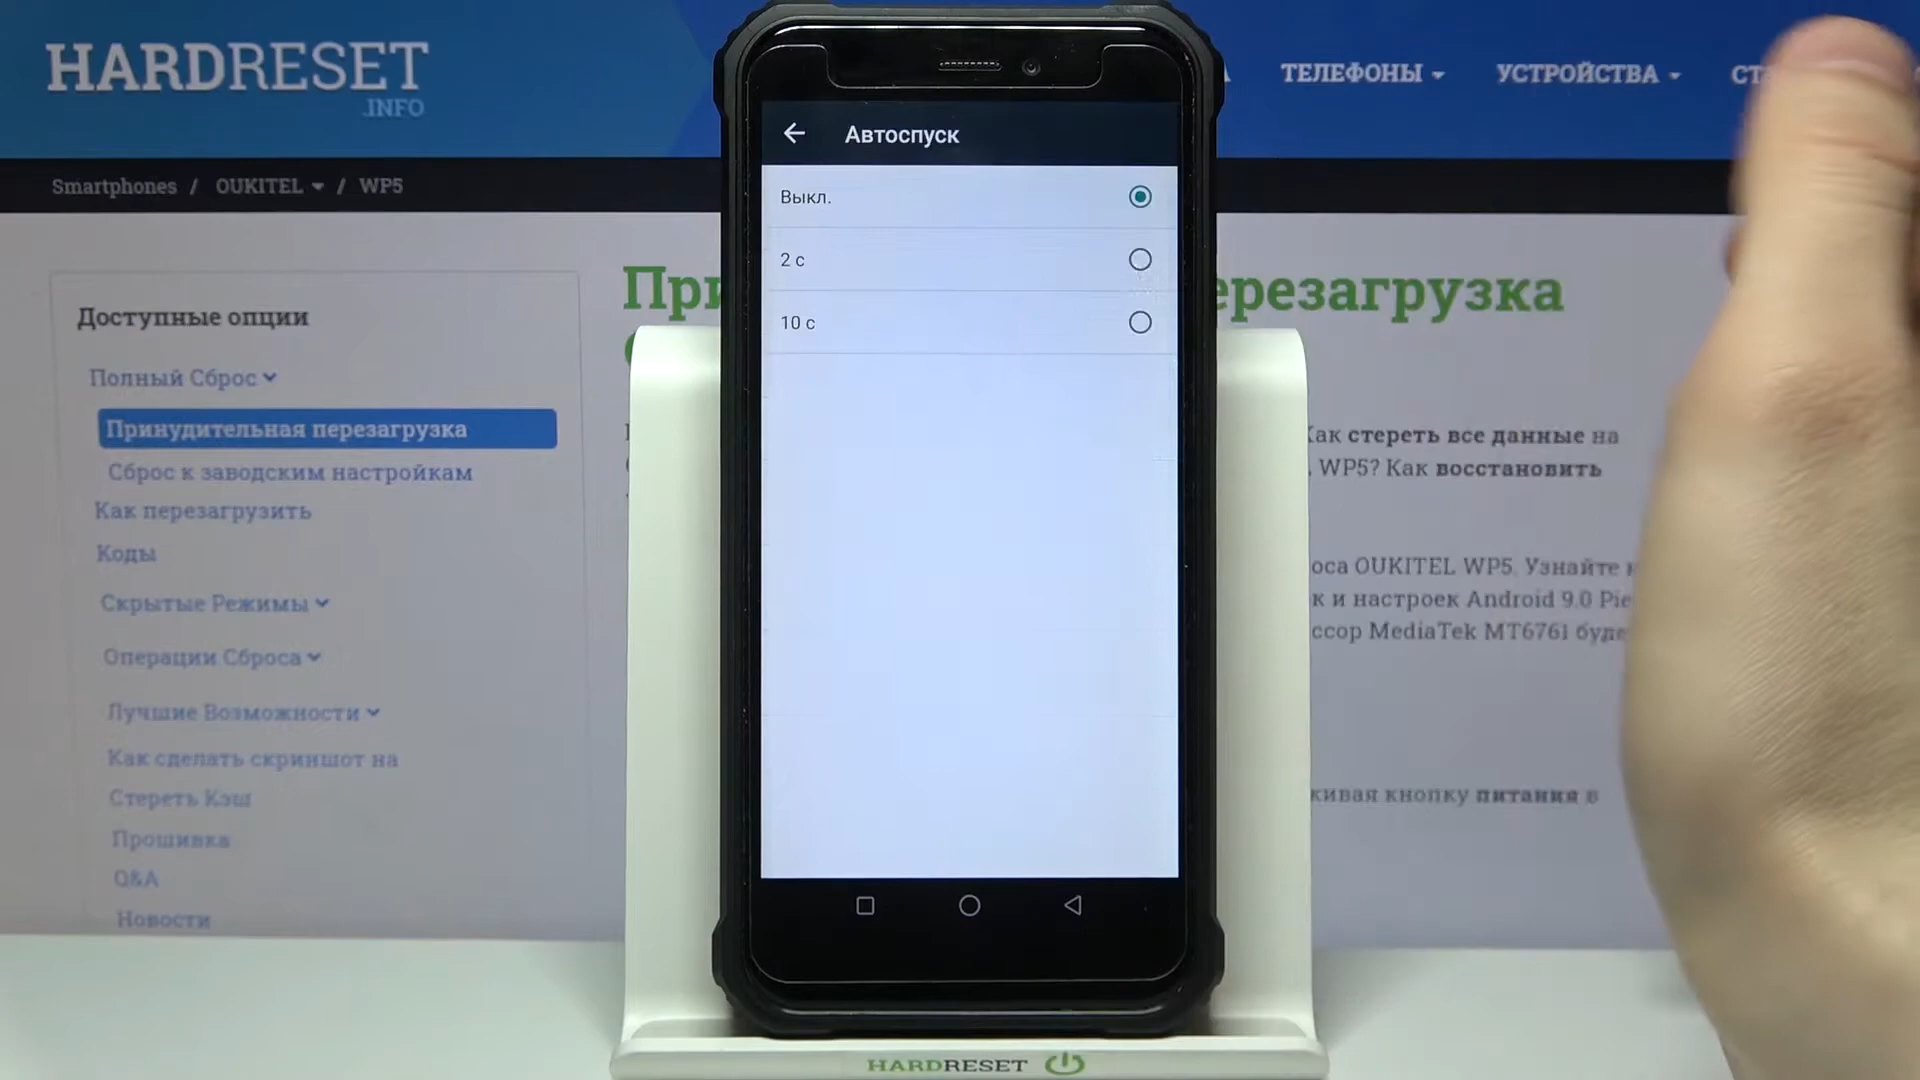 HARDRESET
.INFO
ТЕЛЕФОНЫ
УСТРОЙСТВА
Smartphones / OUKITEL / WP5
Автоспуск
Выкл.
2 с
10 с
Доступные опции
Полный Сброс
Принудительная перезагрузка
Сброс к заводским настройкам
Как перезагрузить
Коды
Скрытые Режимы
Операции Сброса
Лучшие Возможности
Как сделать скриншот на
Стереть Кэш
Прошивка
Q&A
Новости
При
ерезагрузка
Как стереть все данные на
WP5? Как восстановить
оса OUKITEL WP5. Узнайте
к и настроек Android 9.0 Pie
ссор MediaTek MT6761 буде
живая кнопку питания в
HARDRESET